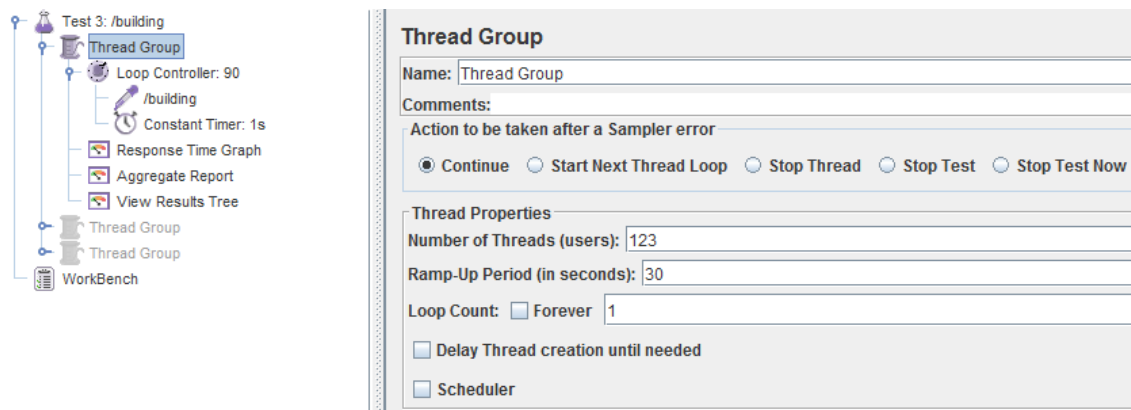 Test 3: /building
Thread Group
Loop Controller: 90
/building
Constant Timer: 1s
Response Time Graph
Aggregate Report
View Results Tree
Thread Group
Thread Group
WorkBench
Thread Group
Name: Thread Group
Comments:
Action to be taken after a Sampler error
Continue Start Next Thread Loop Stop Thread Stop Test Stop Test Now
Thread Properties
Number of Threads (users): 123
Ramp-Up Period (in seconds): 30
Loop Count: Forever 1
Delay Thread creation until needed
Scheduler